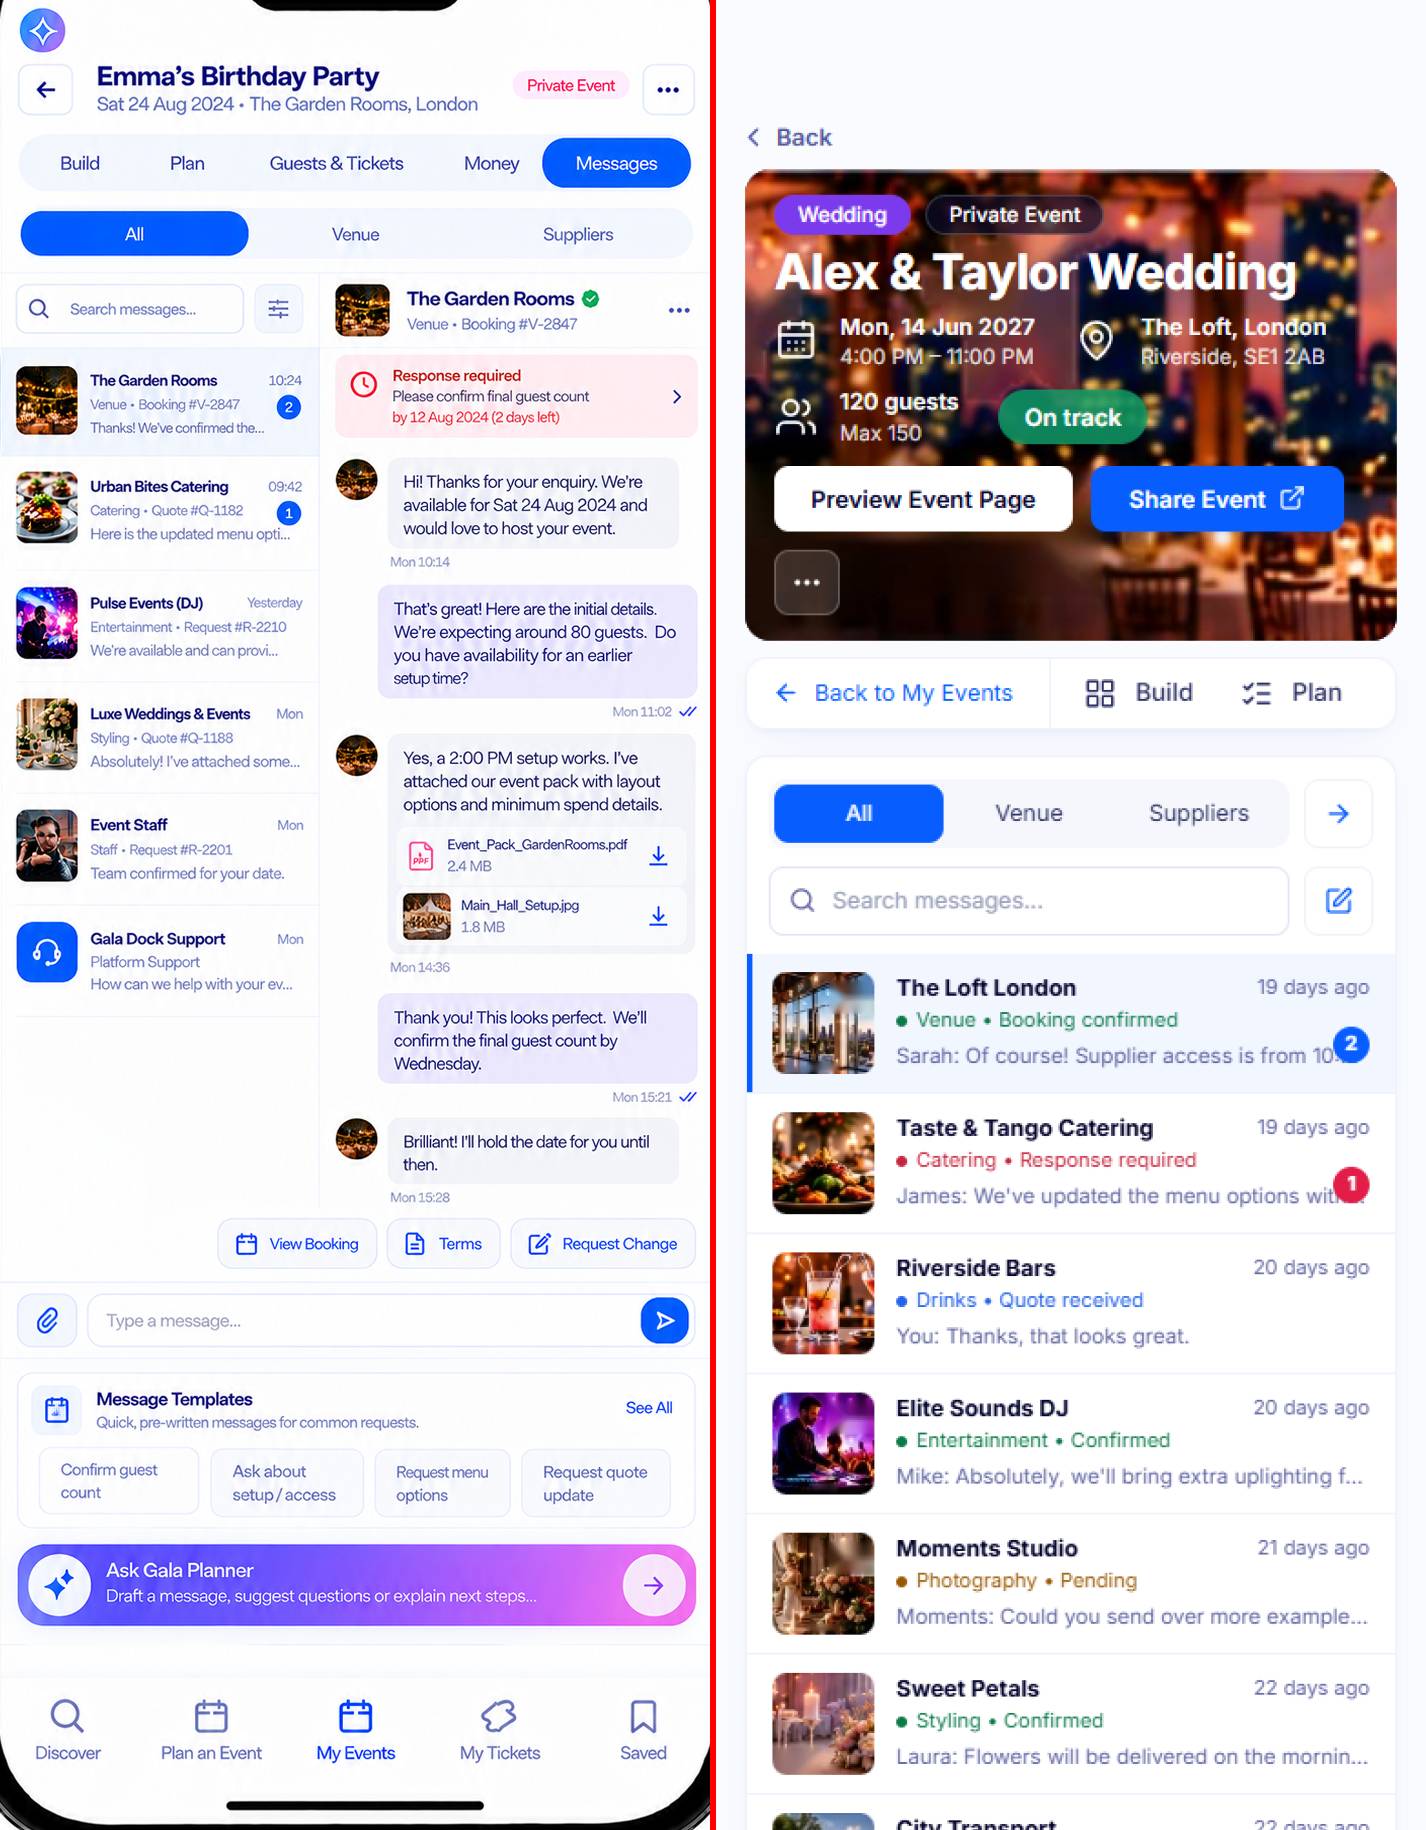 Emma's Birthday Party
Sat 24 Aug 2024 • The Garden Rooms, London
Private Event
Build
Plan
Guests & Tickets
Money
Messages
All
Venue
Suppliers
Search messages...
The Garden Rooms
10:24
Venue • Booking #V-2847
2
Thanks! We've confirmed the...
Urban Bites Catering
09:42
Catering • Quote #Q-1182
1
Here is the updated menu opti...
Pulse Events (DJ)
Yesterday
Entertainment • Request #R-2210
We're available and can provi...
Luxe Weddings & Events
Mon
Styling • Quote #Q-1188
Absolutely! I've attached some...
Event Staff
Mon
Staff • Request #R-2201
Team confirmed for your date.
Gala Dock Support
Mon
Platform Support
How can we help with your ev...
The Garden Rooms
Venue • Booking #V-2847
Response required
Please confirm final guest count
by 12 Aug 2024 (2 days left)
Hi! Thanks for your enquiry. We're
available for Sat 24 Aug 2024 and
would love to host your event.
Mon 10:14
That's great! Here are the initial details.
We're expecting around 80 guests. Do
you have availability for an earlier
setup time?
Mon 11:02
Yes, a 2:00 PM setup works. I've
attached our event pack with layout
options and minimum spend details.
PPF
Event_Pack_GardenRooms.pdf
2.4 MB
Main_Hall_Setup.jpg
1.8 MB
Mon 14:36
Thank you! This looks perfect. We'll
confirm the final guest count by
Wednesday.
Mon 15:21
Brilliant! I'll hold the date for you until
then.
Mon 15:28
View Booking
Terms
Request Change
Type a message...
Message Templates
Quick, pre-written messages for common requests.
See All
Confirm guest
count
Ask about
setup / access
Request menu
options
Request quote
update
Ask Gala Planner
Draft a message, suggest questions or explain next steps...
Discover
Plan an Event
My Events
My Tickets
Saved
Back
Wedding
Private Event
Alex & Taylor Wedding
Mon, 14 Jun 2027
4:00 PM – 11:00 PM
The Loft, London
Riverside, SE1 2AB
120 guests
Max 150
On track
Preview Event Page
Share Event
Back to My Events
Build
Plan
All
Venue
Suppliers
Search messages...
The Loft London
19 days ago
Venue • Booking confirmed
Sarah: Of course! Supplier access is from 10
2
Taste & Tango Catering
19 days ago
Catering • Response required
James: We've updated the menu options wit
1
Riverside Bars
20 days ago
Drinks • Quote received
You: Thanks, that looks great.
Elite Sounds DJ
20 days ago
Entertainment • Confirmed
Mike: Absolutely, we'll bring extra uplighting f...
Moments Studio
21 days ago
Photography • Pending
Moments: Could you send over more example...
Sweet Petals
22 days ago
Styling • Confirmed
Laura: Flowers will be delivered on the mornin...
City Transport
22 days ago